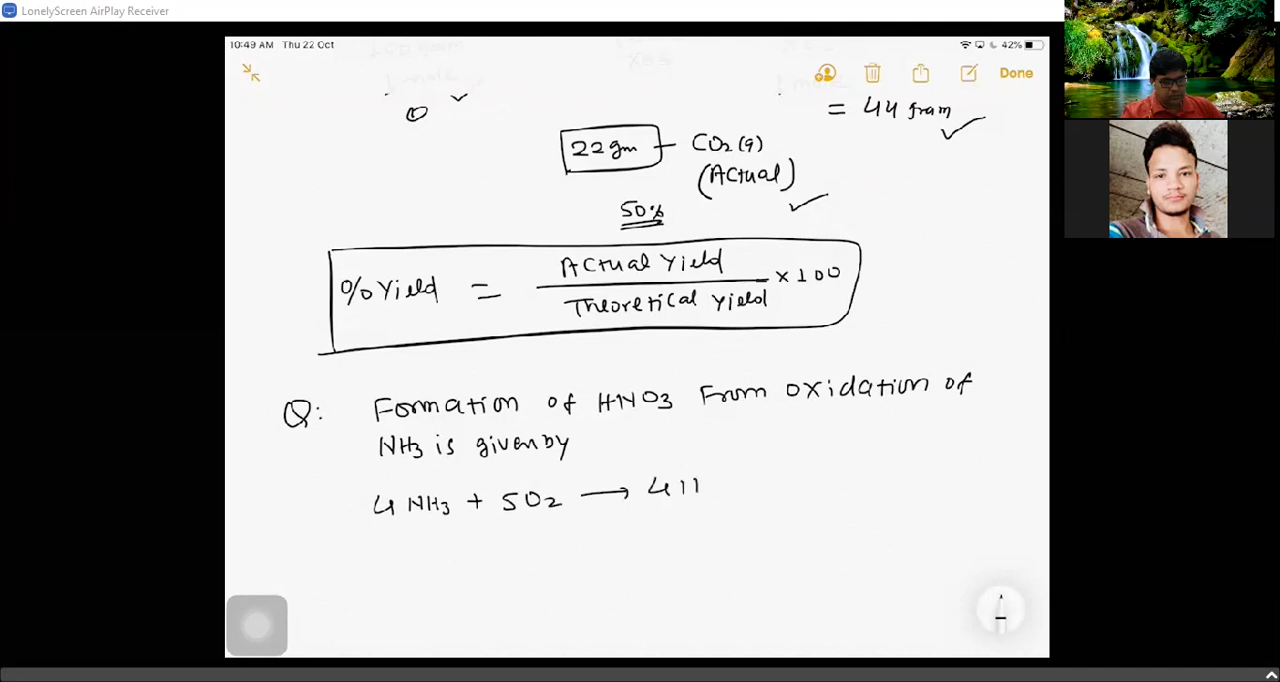 LonelyScreen AirPlay Receiver
10:49 AM Thu 22 Oct
42%
Done
= 44 gram
22gm — CO2(g)
(Actual)
50%
% Yield = Actual Yield / Theoretical Yield × 100
Q: Formation of HNO3 From oxidation of
NH3 is given by
4 NH3 + 5O2 → 4